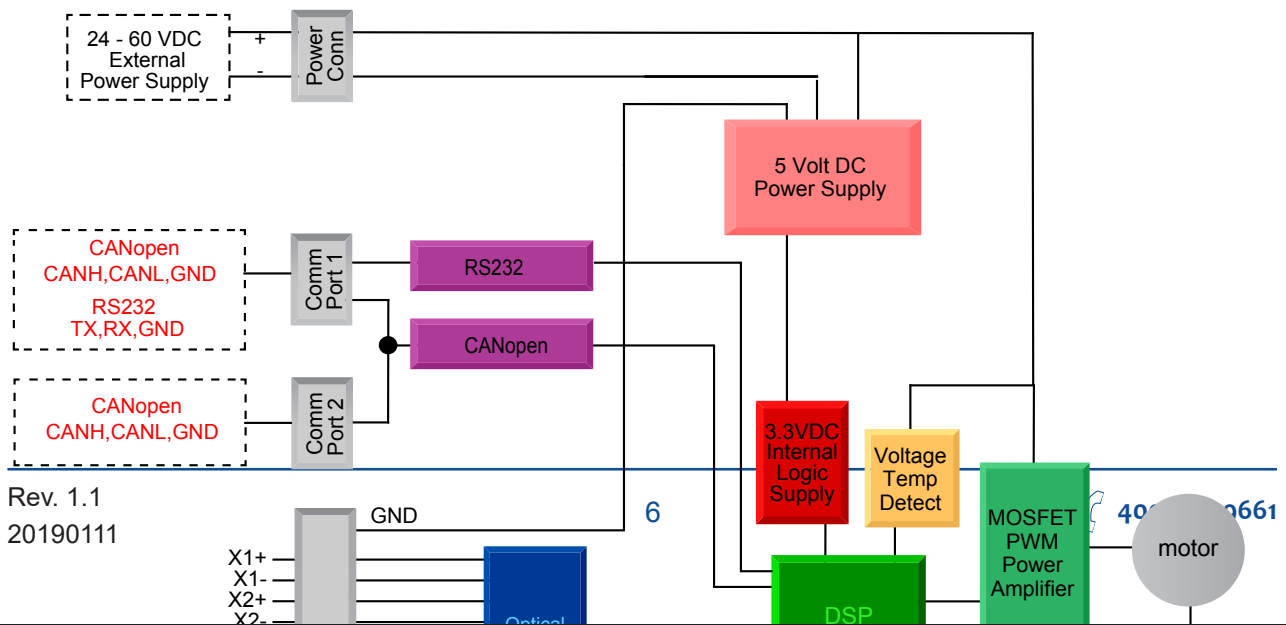 24 - 60 VDC
External
Power Supply
+
-
Power
Conn
5 Volt DC
Power Supply
CANopen
CANH,CANL,GND
RS232
TX,RX,GND
Comm
Port 1
RS232
CANopen
CANopen
CANH,CANL,GND
Comm
Port 2
3.3VDC
Internal
Logic
Supply
Voltage
Temp
Detect
MOSFET
PWM
Power
Amplifier
motor
Rev. 1.1
20190111
6
GND
X1+
X1-
X2+
X2-
Optical
DSP